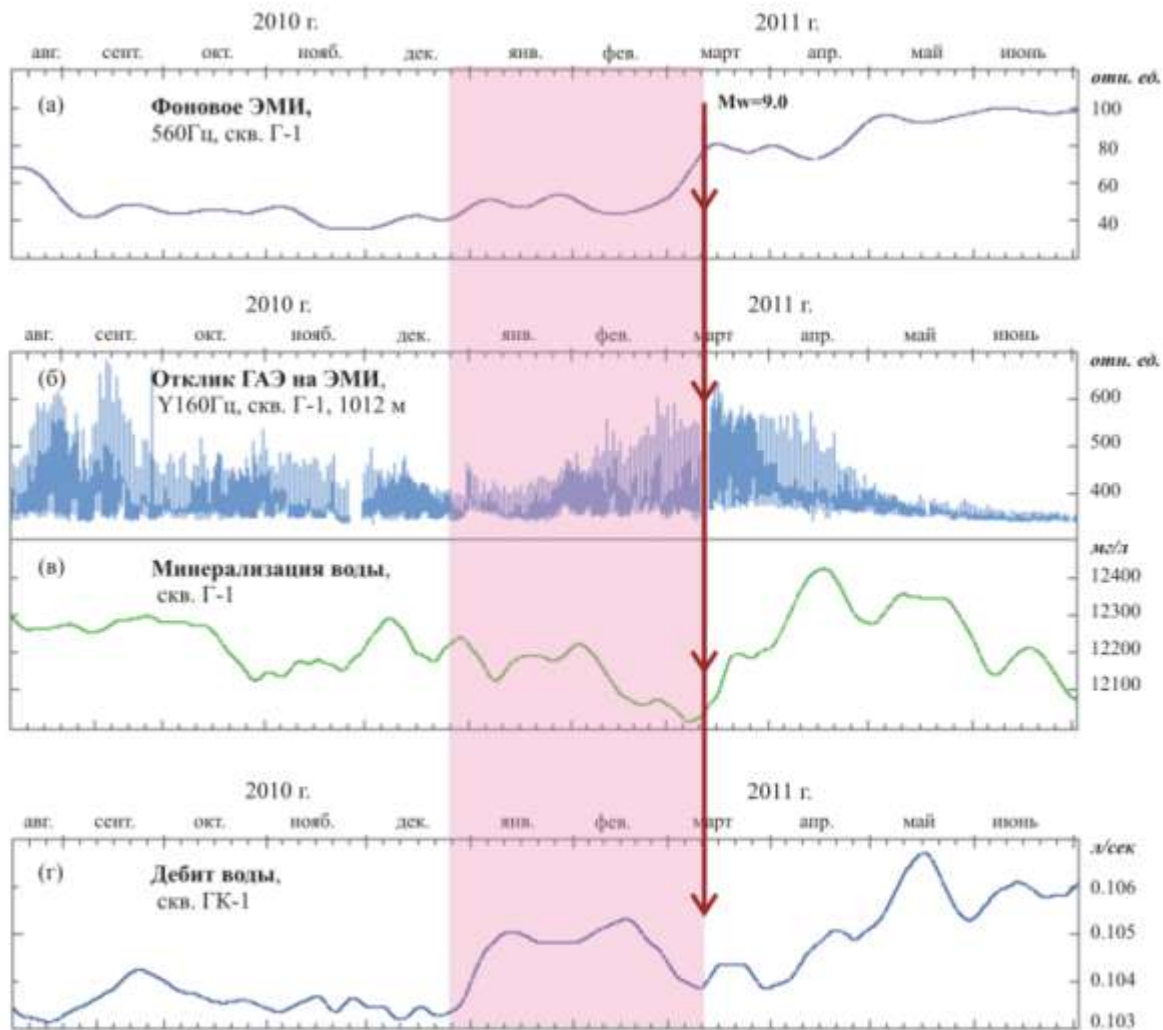 2010 г. 2011 г.
авг. сент. окт. нояб. дек. янв. фев. март апр. май июнь
отн. ед.
(а) Фоновое ЭМИ,
560Гц, скв. Г-1
Mw=9.0
100
80
60
40
2010 г. 2011 г.
авг. сент. окт. нояб. дек. янв. фев. март апр. май июнь
отн. ед.
(б) Отклик ГАЭ на ЭМИ,
Y160Гц, скв. Г-1, 1012 м
600
500
400
мг/л
(в) Минерализация воды,
скв. Г-1
12400
12300
12200
12100
2010 г. 2011 г.
авг. сент. окт. нояб. дек. янв. фев. март апр. май июнь
л/сек
(г) Дебит воды,
скв. ГК-1
0.106
0.105
0.104
0.103